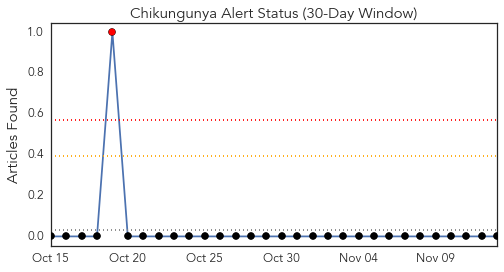 Chikungunya Alert Status (30-Day Window)
Articles Found
1.0
0.8
0.6
0.4
0.2
0.0
Oct 15 Oct 20 Oct 25 Oct 30 Nov 04 Nov 09